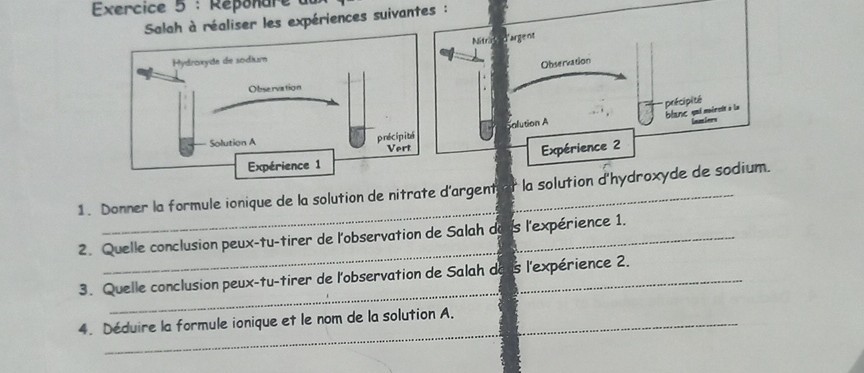 Exercice 5 : Répondre aux
Salah à réaliser les expériences suivantes :
Hydroxyde de sodium
Observation
Solution A
précipité
Vert
Expérience 1
Nitrate d'argent
Observation
Solution A
précipité
blanc qui noircit à la
lumière
Expérience 2
1. Donner la formule ionique de la solution de nitrate d'argent et la solution d'hydroxyde de sodium.
2. Quelle conclusion peux-tu-tirer de l'observation de Salah dans l'expérience 1.
3. Quelle conclusion peux-tu-tirer de l'observation de Salah dans l'expérience 2.
4. Déduire la formule ionique et le nom de la solution A.